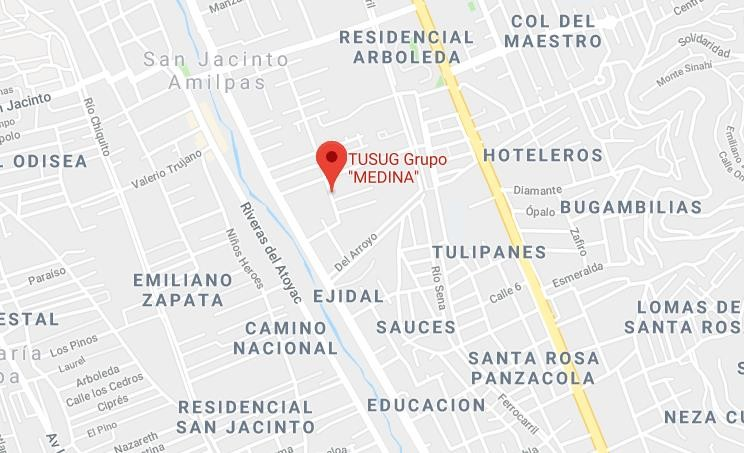 Manza
COL DEL
MAESTRO
RESIDENCIAL
ARBOLEDA
Solidaridad
San Jacinto
Amilpas
Monte Sinahí
San Jacinto
Río Chiquito
L ODISEA
Valerio Trujano
TUSUG Grupo
"MEDINA"
HOTELEROS
Diamante
Ópalo
BUGAMBILIAS
Zafiro
Riveras del Atoyac
Niños Heroes
Del Arroyo
TULIPANES
Río Sena
Esmeralda
Calle 6
Paraíso
EMILIANO
ZAPATA
EJIDAL
ESTAL
CAMINO
NACIONAL
SAUCES
LOMAS DE
SANTA ROS
Los Pinos
Laurel
Arboleda
Calle los Cedros
Ciprés
SANTA ROSA
PANZACOLA
RESIDENCIAL
SAN JACINTO
EDUCACION
Ferrocarril
NEZA CU
El Pino
Nazareth